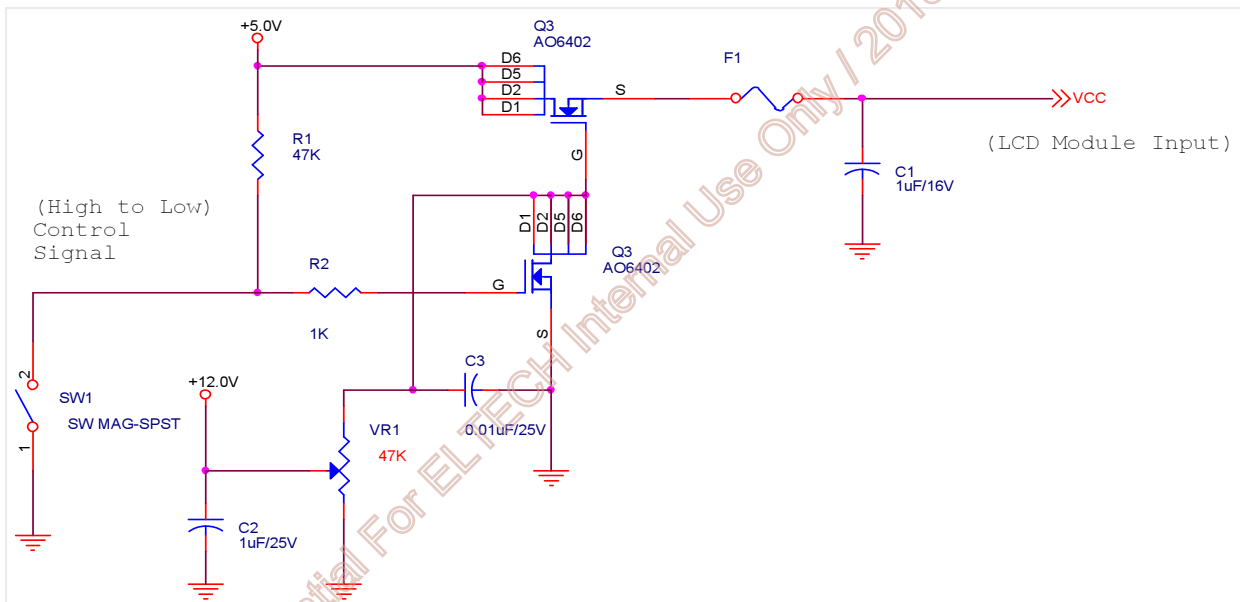 +5.0V
Q3
AO6402
D6
D5
D2
D1
S
G
F1
VCC
(LCD Module Input)
R1
47K
C1
1uF/16V
(High to Low)
Control
Signal
D1
D2
D5
D6
Q3
AO6402
R2
1K
G
S
C3
0.01uF/25V
+12.0V
2
SW1
SW MAG-SPST
1
VR1
47K
C2
1uF/25V
tial For ELTECH Internal Use Only / 201